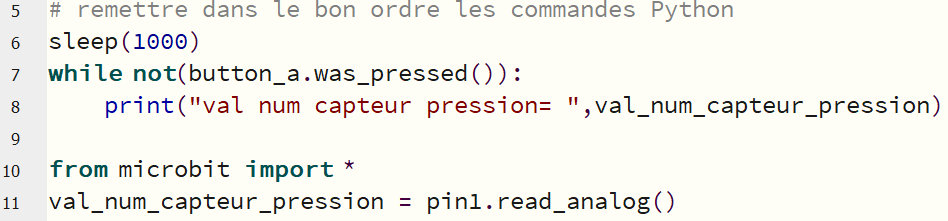 5 # remettre dans le bon ordre les commandes Python
6 sleep(1000)
7 while not(button_a.was_pressed()):
8     print("val num capteur pression= ",val_num_capteur_pression)
9
10 from microbit import *
11 val_num_capteur_pression = pin1.read_analog()